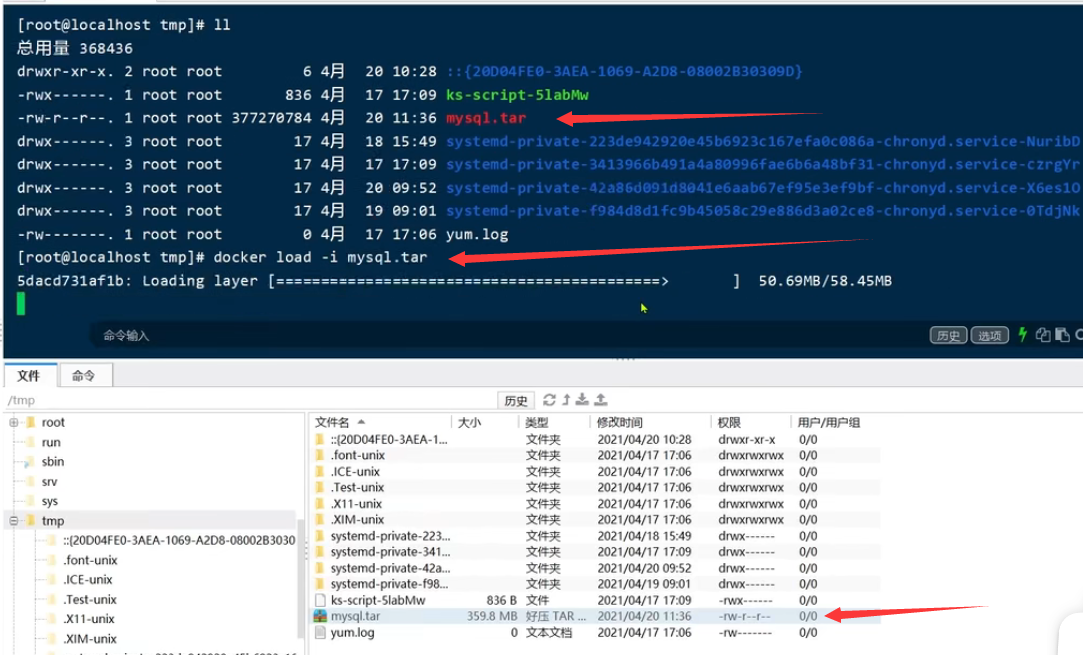 [root@localhost tmp]# ll
总用量 368436
drwxr-xr-x. 2 root root 6 4月 20 10:28 ::{20D04FE0-3AEA-1069-A2D8-08002B30309D}
-rwx------. 1 root root 836 4月 17 17:09 ks-script-5labMw
-rw-r--r--. 1 root root 377270784 4月 20 11:36 mysql.tar
drwx------. 3 root root 17 4月 18 15:49 systemd-private-223de942920e45b6923c167efa0c086a-chronyd.service-NuribD
drwx------. 3 root root 17 4月 17 17:09 systemd-private-3413966b491a4a80996fae6b6a48bf31-chronyd.service-czrgYr
drwx------. 3 root root 17 4月 20 09:52 systemd-private-42a86d091d8041e6aab67ef95e3ef9bf-chronyd.service-X6es1O
drwx------. 3 root root 17 4月 19 09:01 systemd-private-f984d8d1fc9b45058c29e886d3a02ce8-chronyd.service-0TdjNk
-rw-------. 1 root root 0 4月 17 17:06 yum.log
[root@localhost tmp]# docker load -i mysql.tar
5dacd731af1b: Loading layer [============================================> ] 50.69MB/58.45MB
命令输入 历史 选项
文件 命令
/tmp 历史
root
run
sbin
srv
sys
tmp
::{20D04FE0-3AEA-1069-A2D8-08002B3030
.font-unix
.ICE-unix
.Test-unix
.X11-unix
.XIM-unix
文件名 大小 类型 修改时间 权限 用户/用户组
::{20D04FE0-3AEA-1... 文件夹 2021/04/20 10:28 drwxr-xr-x 0/0
.font-unix 文件夹 2021/04/17 17:06 drwxrwxrwx 0/0
.ICE-unix 文件夹 2021/04/17 17:06 drwxrwxrwx 0/0
.Test-unix 文件夹 2021/04/17 17:06 drwxrwxrwx 0/0
.X11-unix 文件夹 2021/04/17 17:06 drwxrwxrwx 0/0
.XIM-unix 文件夹 2021/04/17 17:06 drwxrwxrwx 0/0
systemd-private-223... 文件夹 2021/04/18 15:49 drwx------ 0/0
systemd-private-341... 文件夹 2021/04/17 17:09 drwx------ 0/0
systemd-private-42a... 文件夹 2021/04/20 09:52 drwx------ 0/0
systemd-private-f98... 文件夹 2021/04/19 09:01 drwx------ 0/0
ks-script-5labMw 836 B 文件 2021/04/17 17:09 -rwx------ 0/0
mysql.tar 359.8 MB 好压 TAR ... 2021/04/20 11:36 -rw-r--r-- 0/0
yum.log 0 文本文档 2021/04/17 17:06 -rw------- 0/0